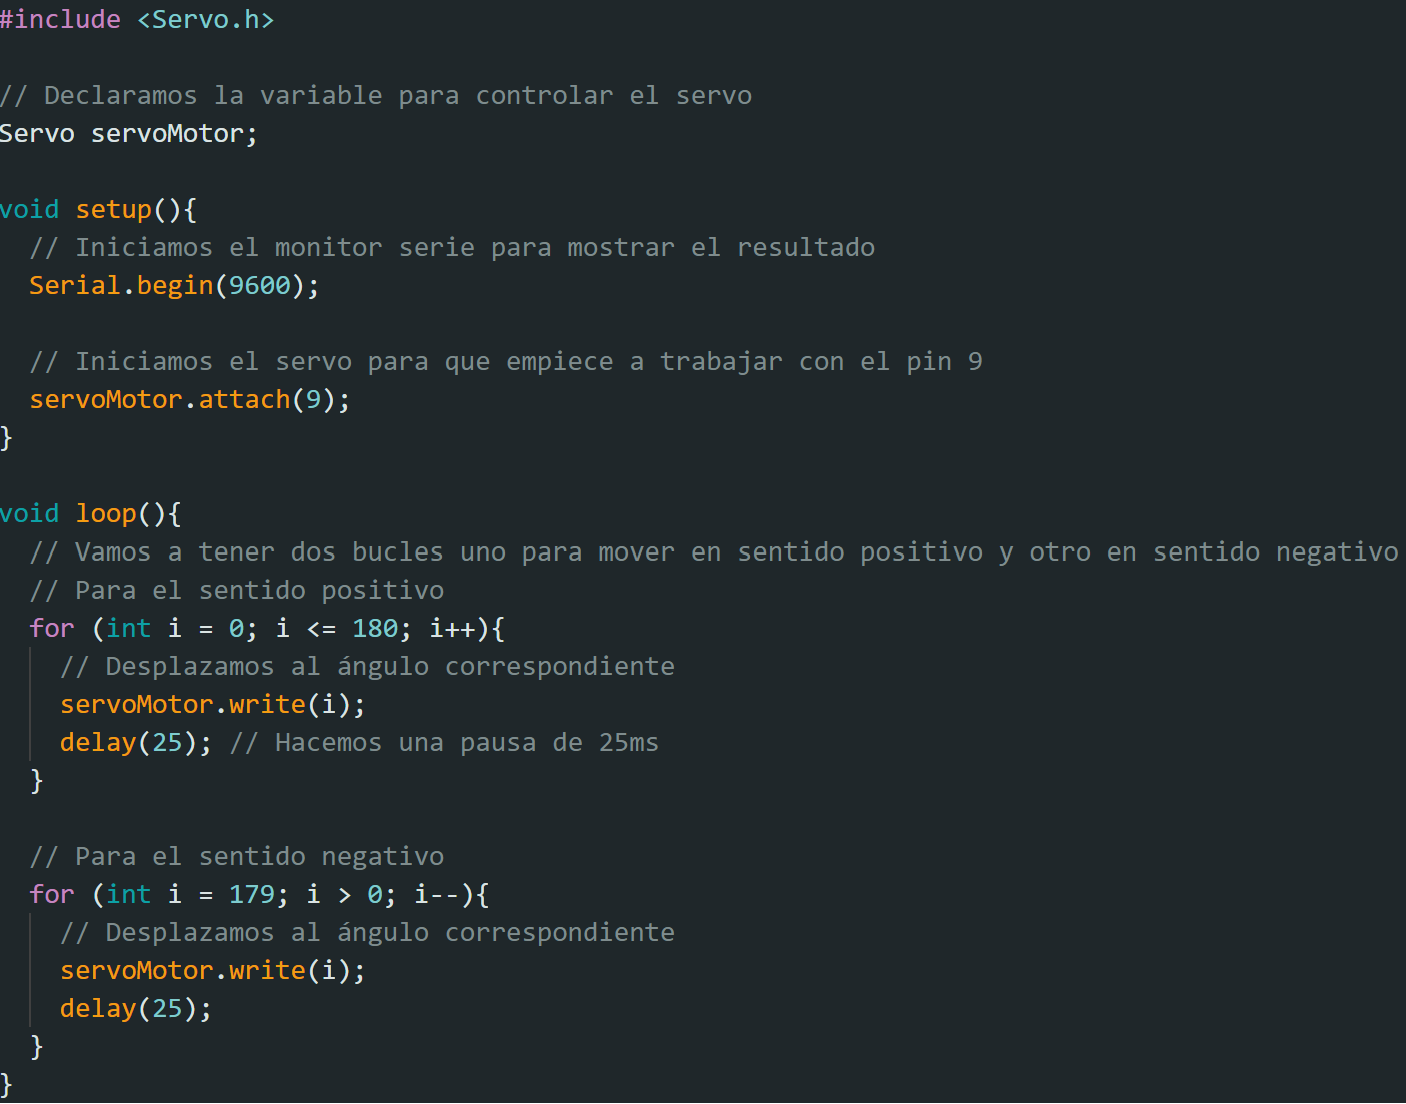 #include <Servo.h>
// Declaramos la variable para controlar el servo
Servo servoMotor;
void setup(){
// Iniciamos el monitor serie para mostrar el resultado
Serial.begin(9600);
// Iniciamos el servo para que empiece a trabajar con el pin 9
servoMotor.attach(9);
}
void loop(){
// Vamos a tener dos bucles uno para mover en sentido positivo y otro en sentido negativo
// Para el sentido positivo
for (int i = 0; i <= 180; i++){
// Desplazamos al ángulo correspondiente
servoMotor.write(i);
delay(25); // Hacemos una pausa de 25ms
}
// Para el sentido negativo
for (int i = 179; i > 0; i--){
// Desplazamos al ángulo correspondiente
servoMotor.write(i);
delay(25);
}
}